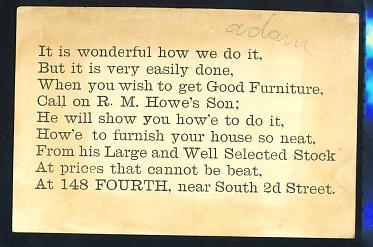 adam
It is wonderful how we do it,
But it is very easily done,
When you wish to get Good Furniture,
Call on R. M. Howe's Son;
He will show you how'e to do it,
How'e to furnish your house so neat,
From his Large and Well Selected Stock
At prices that cannot be beat,
At 148 FOURTH, near South 2d Street.